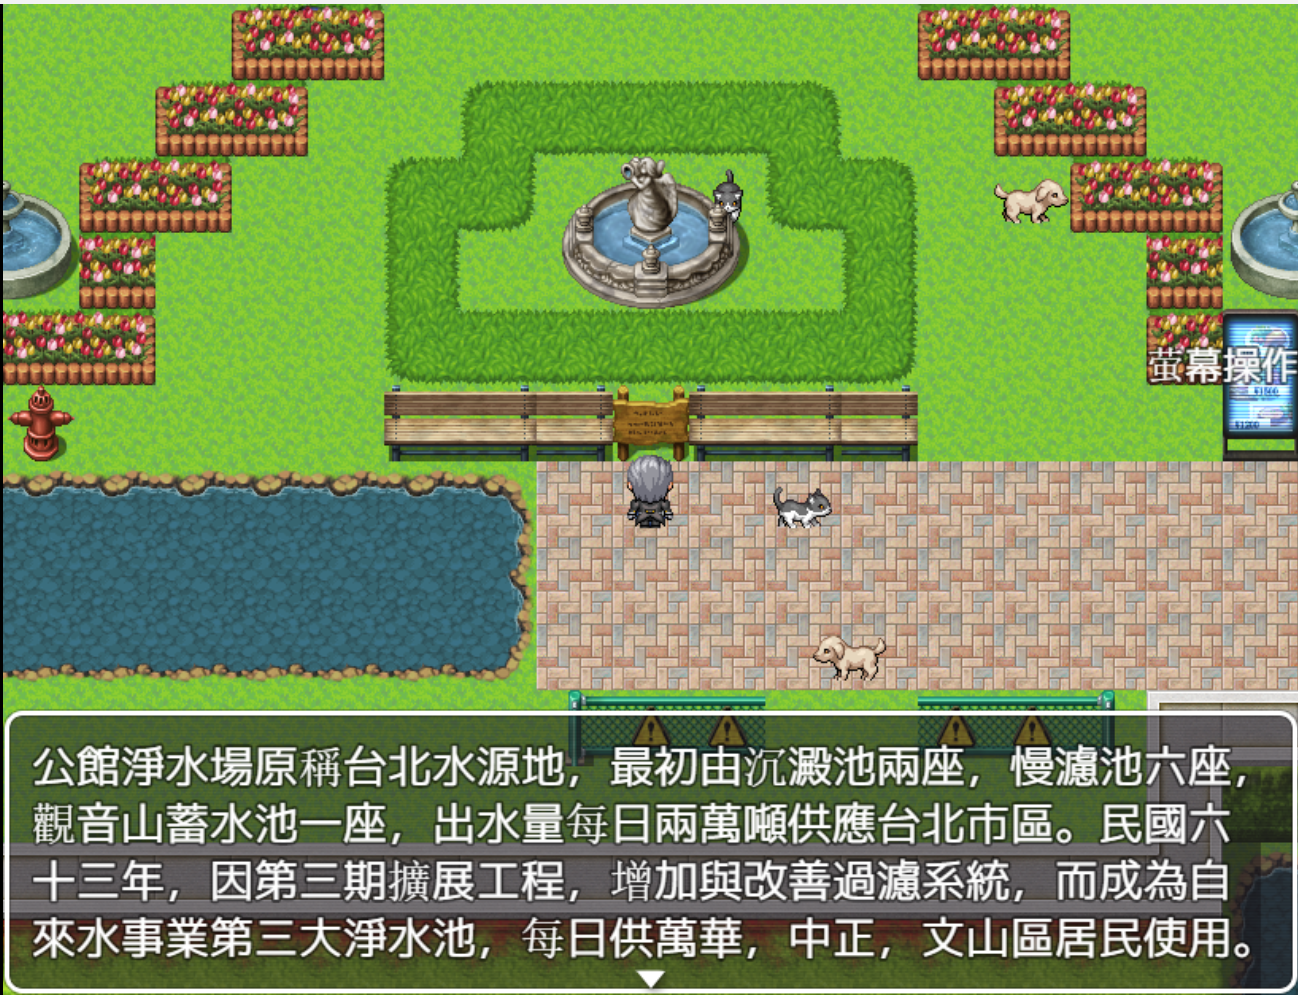 螢幕操作
¥1500
¥1200
公館淨水場原稱台北水源地，最初由沉澱池兩座，慢濾池六座，
觀音山蓄水池一座，出水量每日兩萬噸供應台北市區。民國六
十三年，因第三期擴展工程，增加與改善過濾系統，而成為自
來水事業第三大淨水池，每日供萬華，中正，文山區居民使用。